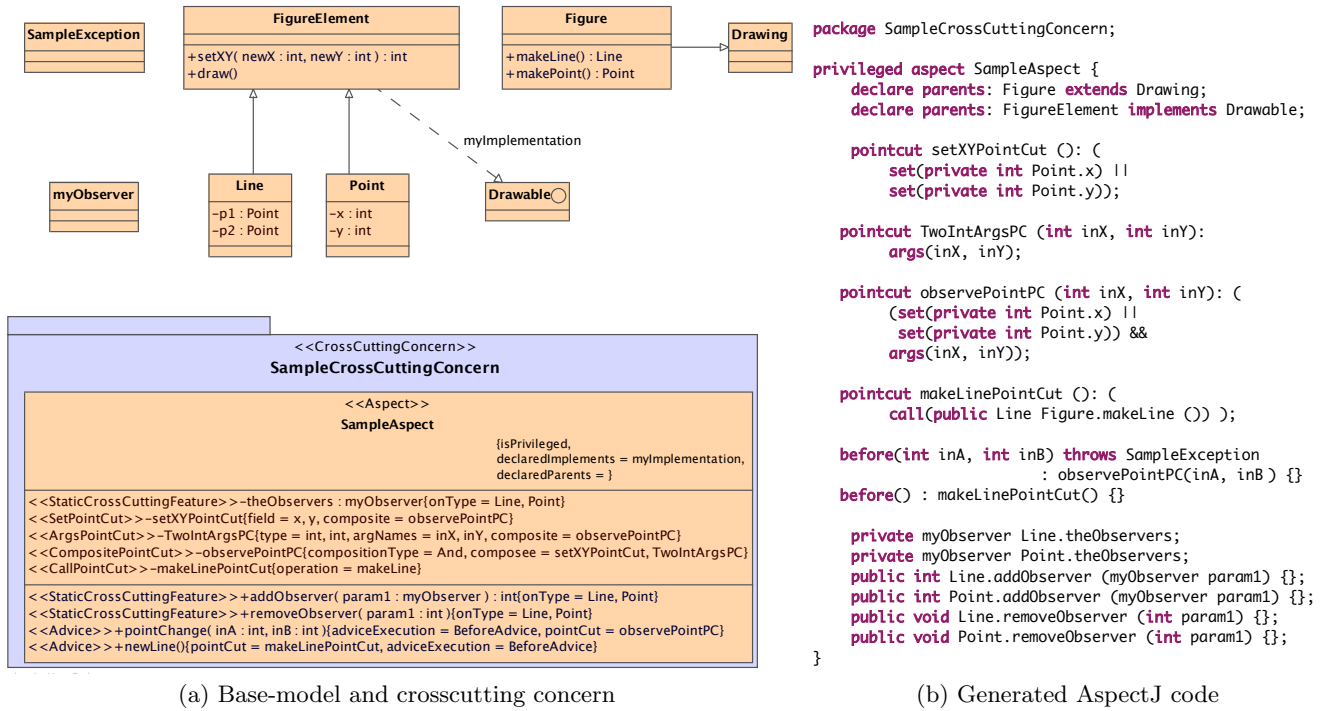 SampleException
FigureElement
+setXY( newX : int, newY : int ) : int
+draw()
Figure
+makeLine() : Line
+makePoint() : Point
Drawing
myImplementation
myObserver
Line
-p1 : Point
-p2 : Point
Point
-x : int
-y : int
Drawable
<<CrossCuttingConcern>>
SampleCrossCuttingConcern
<<Aspect>>
SampleAspect
{isPrivileged,
declaredImplements = myImplementation,
declaredParents = }
<<StaticCrossCuttingFeature>>-theObservers : myObserver{onType = Line, Point}
<<SetPointCut>>-setXYPointCut{field = x, y, composite = observePointPC}
<<ArgsPointCut>>-TwoIntArgsPC{type = int, int, argNames = inX, inY, composite = observePointPC}
<<CompositePointCut>>-observePointPC{compositionType = And, composee = setXYPointCut, TwoIntArgsPC}
<<CallPointCut>>-makeLinePointCut{operation = makeLine}
<<StaticCrossCuttingFeature>>+addObserver( param1 : myObserver ) : int{onType = Line, Point}
<<StaticCrossCuttingFeature>>+removeObserver( param1 : int ){onType = Line, Point}
<<Advice>>+pointChange( inA : int, inB : int ){adviceExecution = BeforeAdvice, pointCut = observePointPC}
<<Advice>>+newLine(){pointCut = makeLinePointCut, adviceExecution = BeforeAdvice}
(a) Base-model and crosscutting concern
package SampleCrossCuttingConcern;
privileged aspect SampleAspect {
declare parents: Figure extends Drawing;
declare parents: FigureElement implements Drawable;
pointcut setXYPointCut (): (
set(private int Point.x) ||
set(private int Point.y));
pointcut TwoIntArgsPC (int inX, int inY):
args(inX, inY);
pointcut observePointPC (int inX, int inY): (
(set(private int Point.x) ||
set(private int Point.y)) &&
args(inX, inY));
pointcut makeLinePointCut (): (
call(public Line Figure.makeLine ()) );
before(int inA, int inB) throws SampleException
: observePointPC(inA, inB ) {}
before() : makeLinePointCut() {}
private myObserver Line.theObservers;
private myObserver Point.theObservers;
public int Line.addObserver (myObserver param1) {};
public int Point.addObserver (myObserver param1) {};
public void Line.removeObserver (int param1) {};
public void Point.removeObserver (int param1) {};
}
(b) Generated AspectJ code